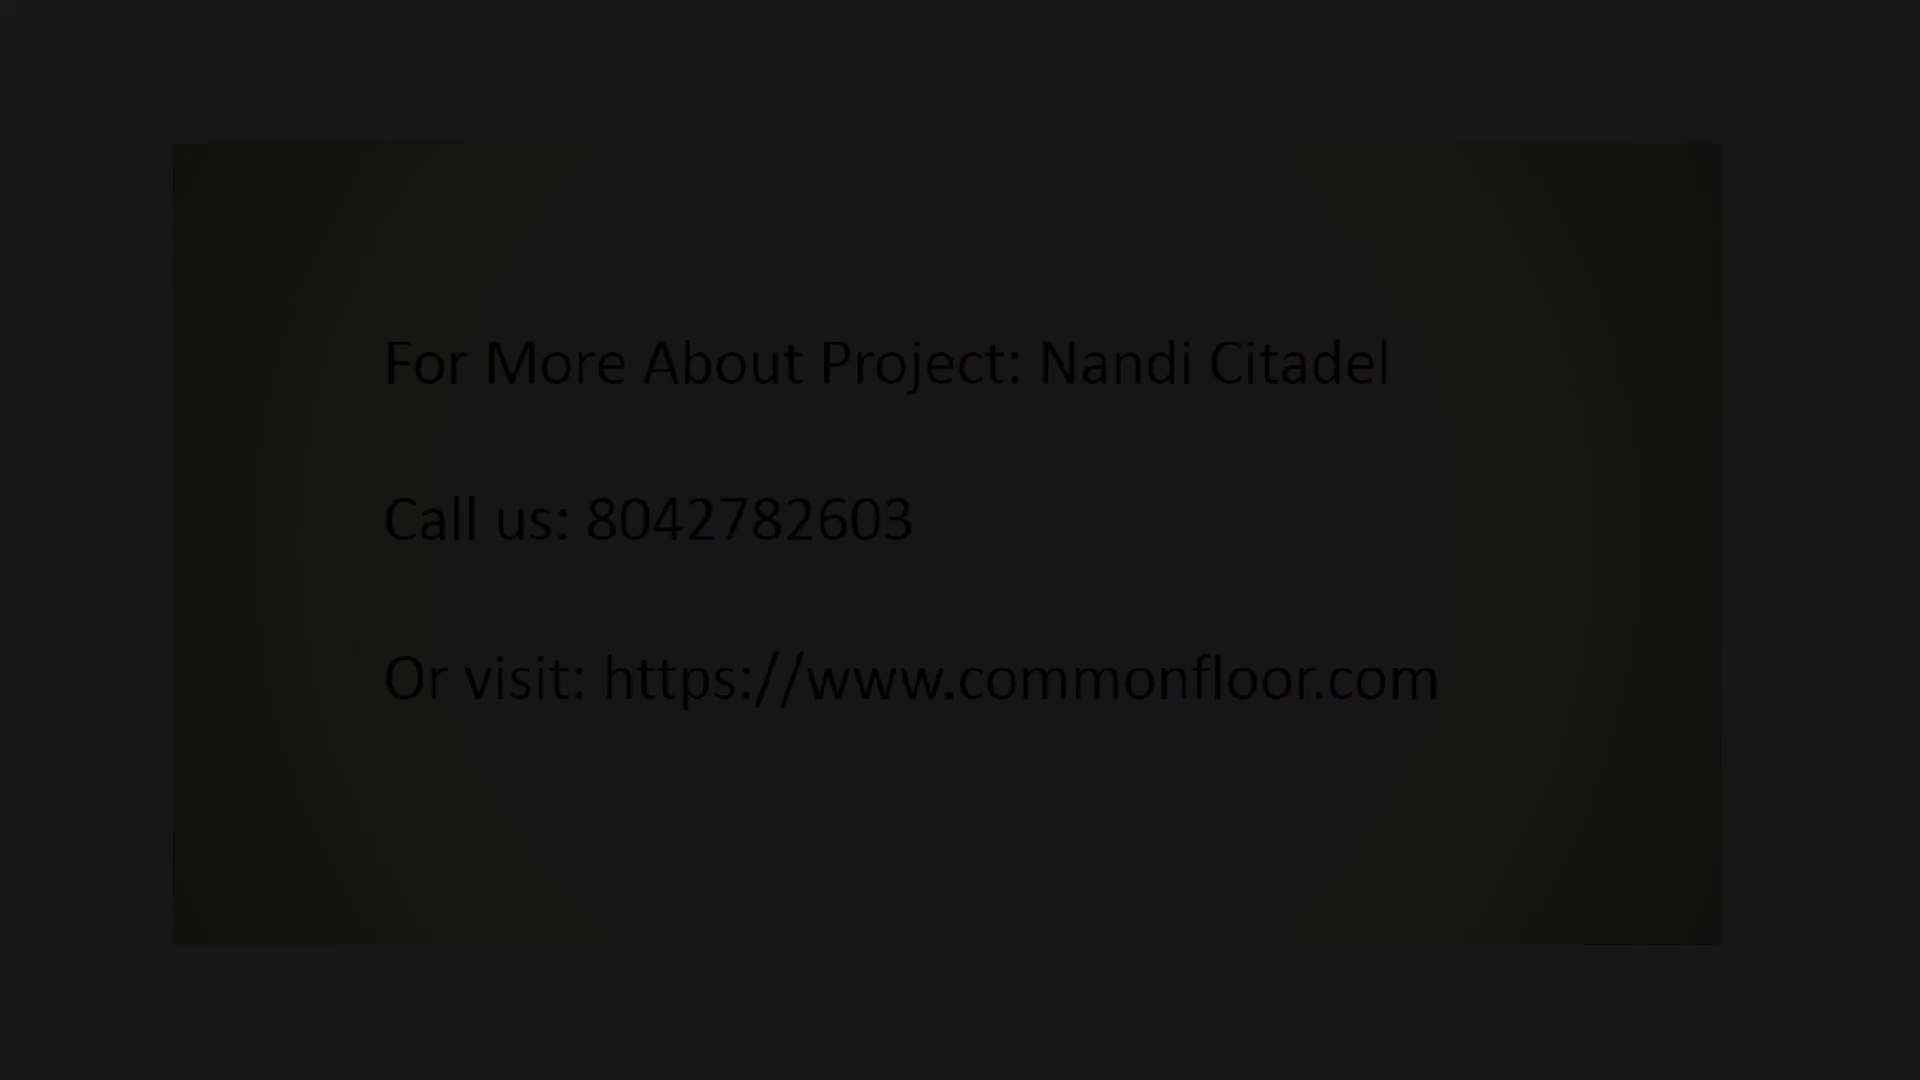 For More About Project: Nandi Citadel
Call us: 8042782603
Or visit: https://www.commonfloor.com